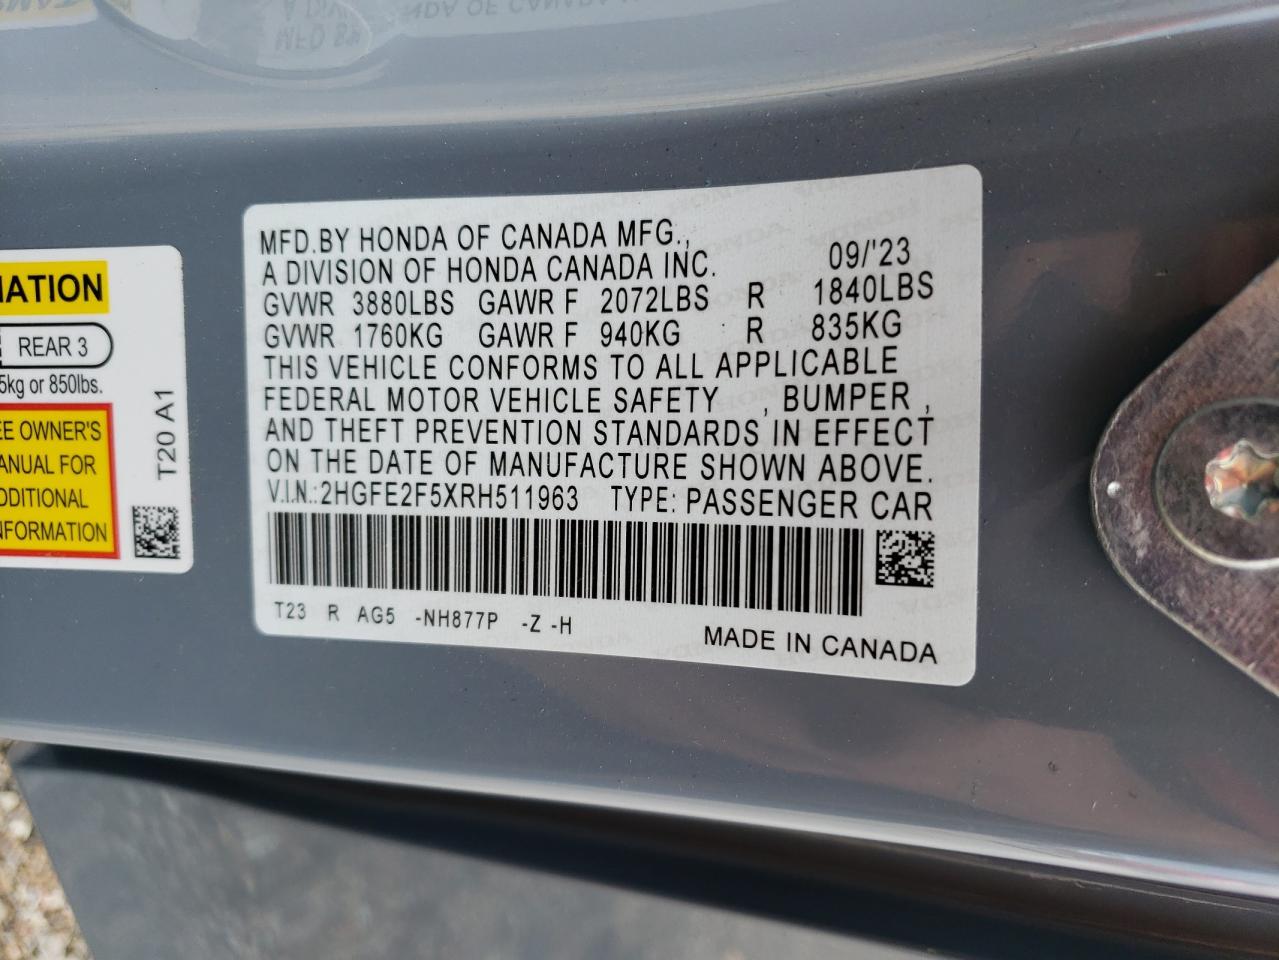 MFD.BY HONDA OF CANADA MFG.,
A DIVISION OF HONDA CANADA INC. 09/'23
GVWR 3880LBS GAWR F 2072LBS R 1840LBS
GVWR 1760KG GAWR F 940KG R 835KG
THIS VEHICLE CONFORMS TO ALL APPLICABLE
FEDERAL MOTOR VEHICLE SAFETY , BUMPER ,
AND THEFT PREVENTION STANDARDS IN EFFECT
ON THE DATE OF MANUFACTURE SHOWN ABOVE.
V.I.N.:2HGFE2F5XRH511963 TYPE: PASSENGER CAR
T23 R AG5 -NH877P -Z -H
MADE IN CANADA
MATION
REAR 3
5kg or 850lbs.
EE OWNER'S
ANUAL FOR
DDITIONAL
NFORMATION
T20 A1